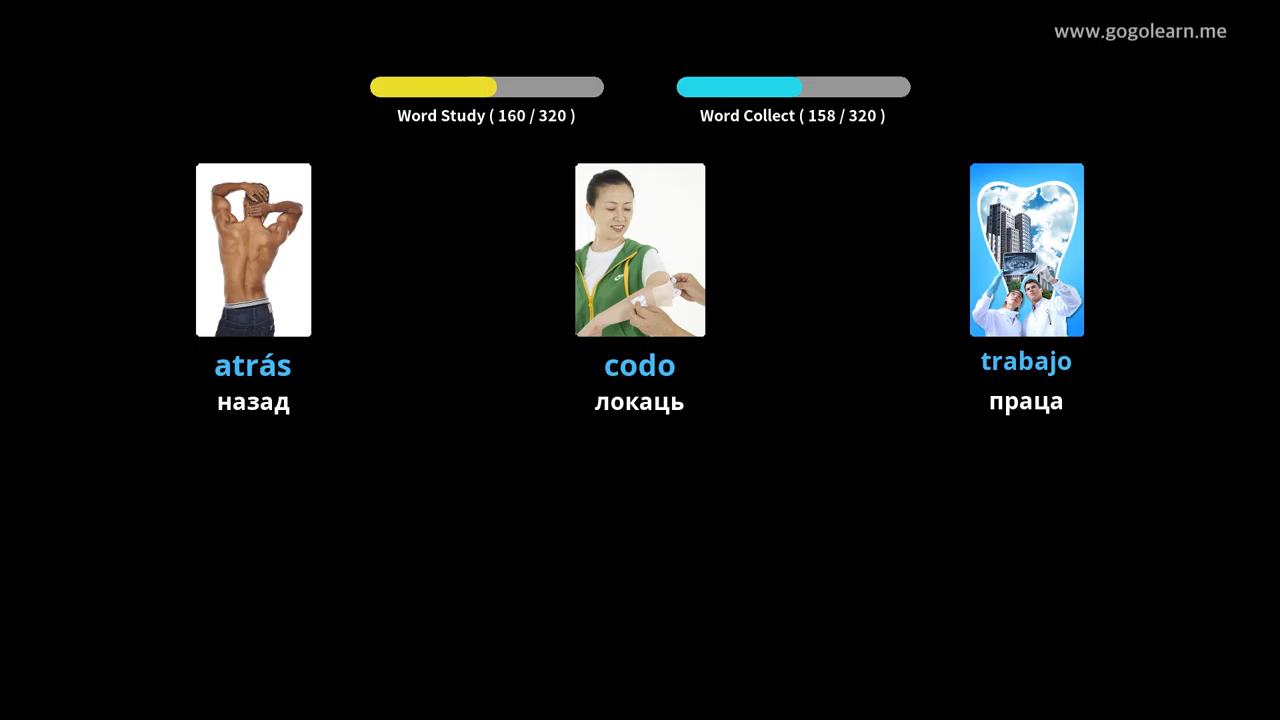 www.gogolearn.me
Word Study ( 160 / 320 )
Word Collect ( 158 / 320 )
atrás
codo
trabajo
назад
локаць
праца